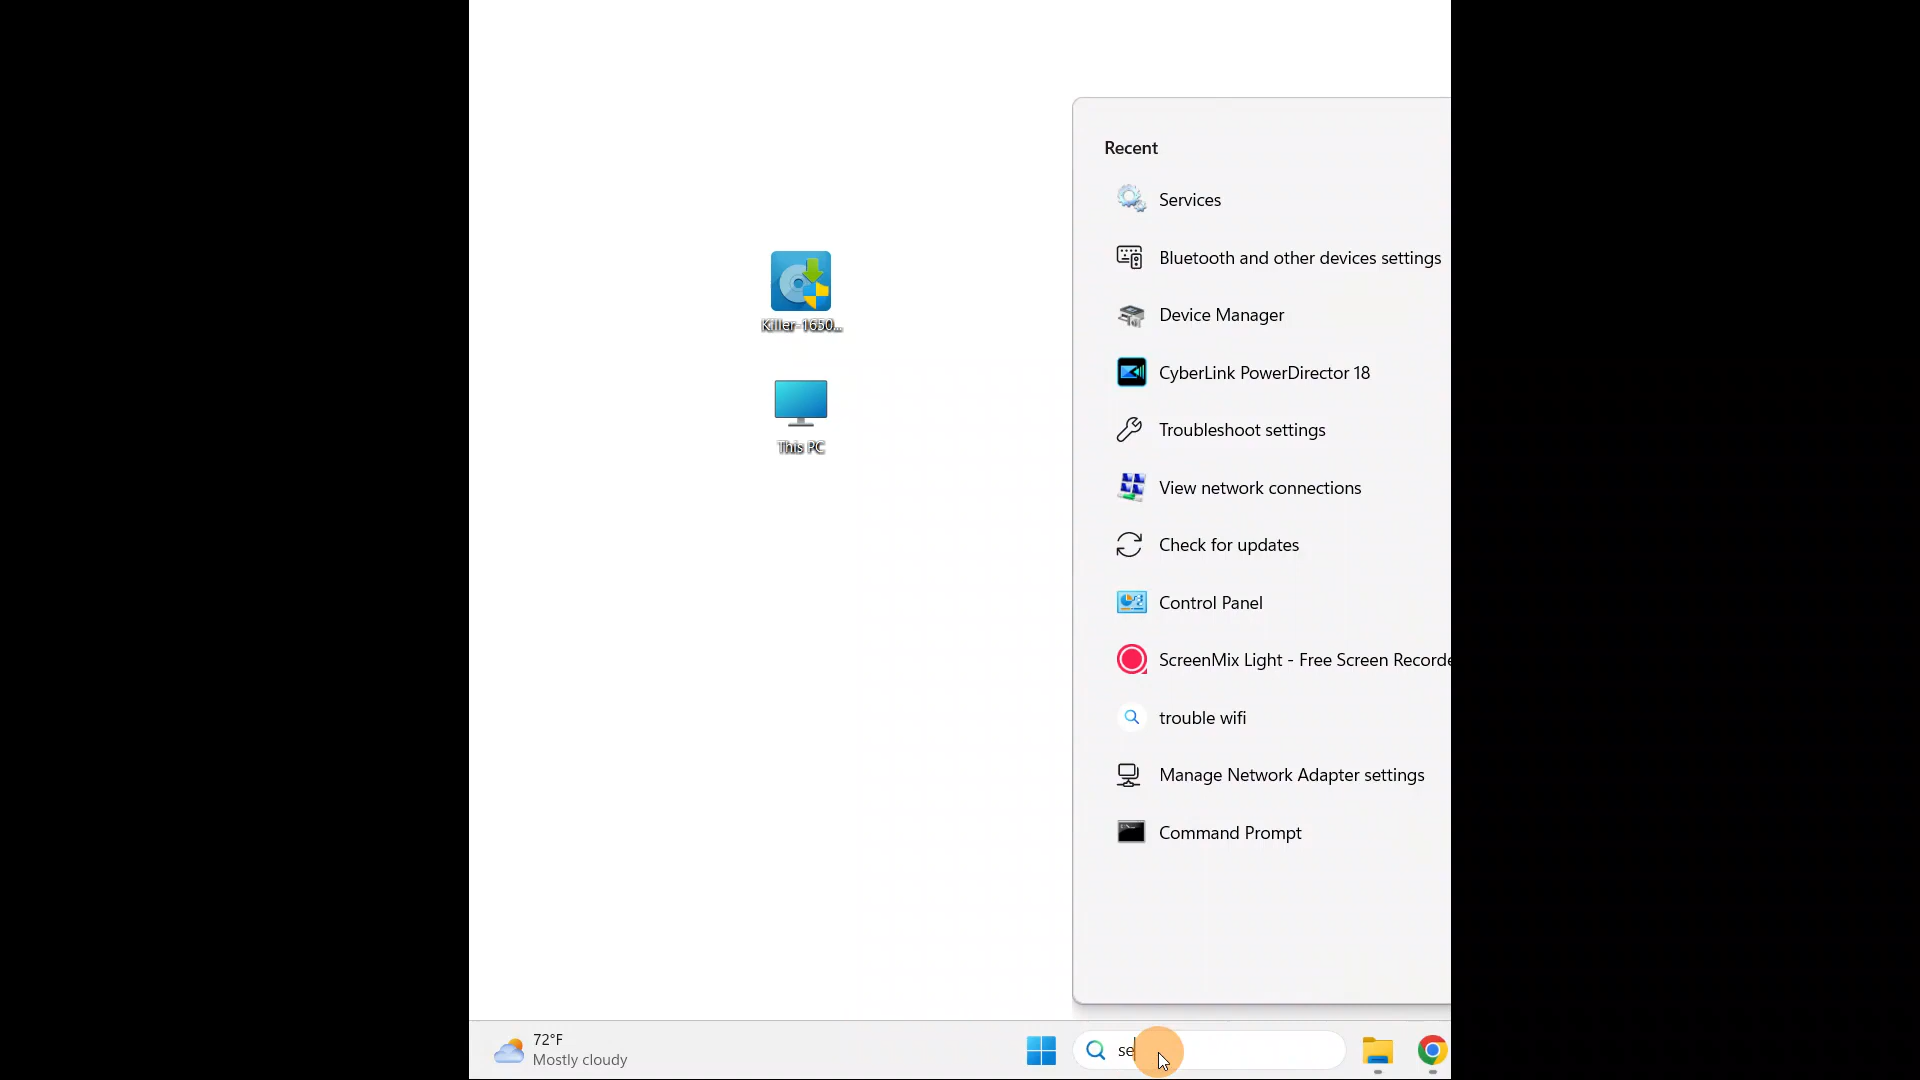 Recent
Services
Bluetooth and other devices settings
Killer-1650...
Device Manager
CyberLink PowerDirector 18
Troubleshoot settings
This PC
View network connections
Check for updates
Control Panel
ScreenMix Light - Free Screen Recorde
trouble wifi
Manage Network Adapter settings
Command Prompt
72°F
Mostly cloudy
se